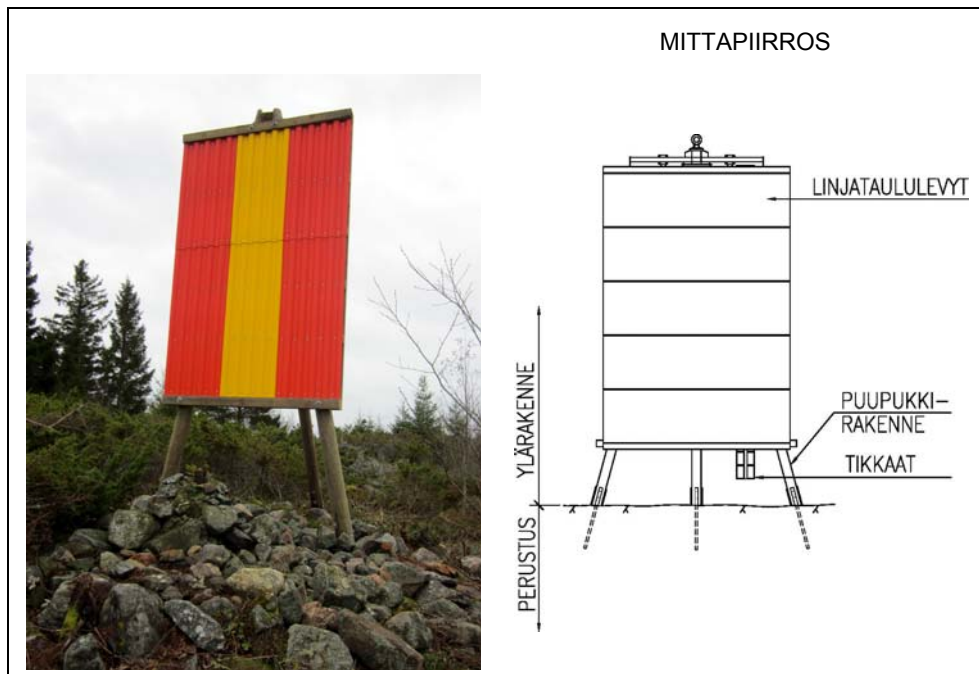 MITTAPIIRROS
LINJATAULULEVYT
YLÄRAKENNE
PUUPUKKI-
RAKENNE
TIKKAAT
PERUSTUS